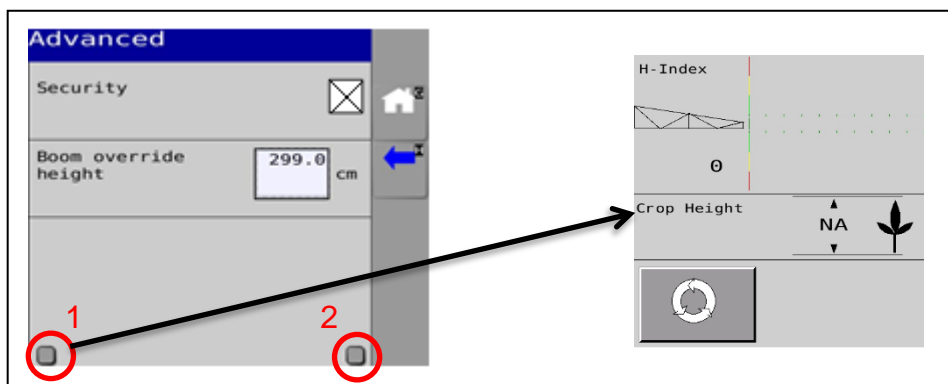 Advanced
Security
Boom override
height
299.0
cm
1
2
H-Index
0
Crop Height
NA